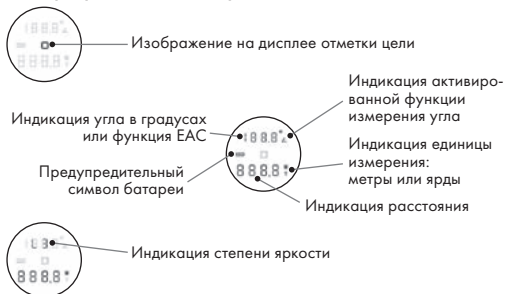 Изображение на дисплее отметки цели
Индикация активиро-
ванной функции
измерения угла
Индикация угла в градусах
или функция EAC
Индикация единицы
измерения:
метры или ярды
Предупредительный
символ батареи
Индикация расстояния
Индикация степени яркости